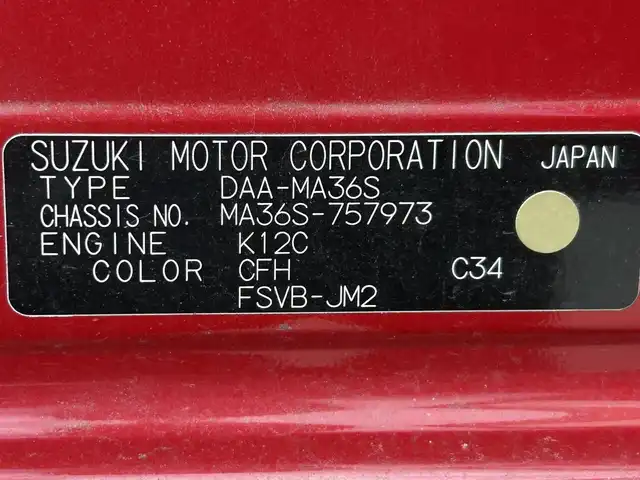 SUZUKI MOTOR CORPORATION JAPAN
TYPE DAA-MA36S
CHASSIS NO. MA36S-757973
ENGINE K12C
COLOR CFH C34
FSVB-JM2